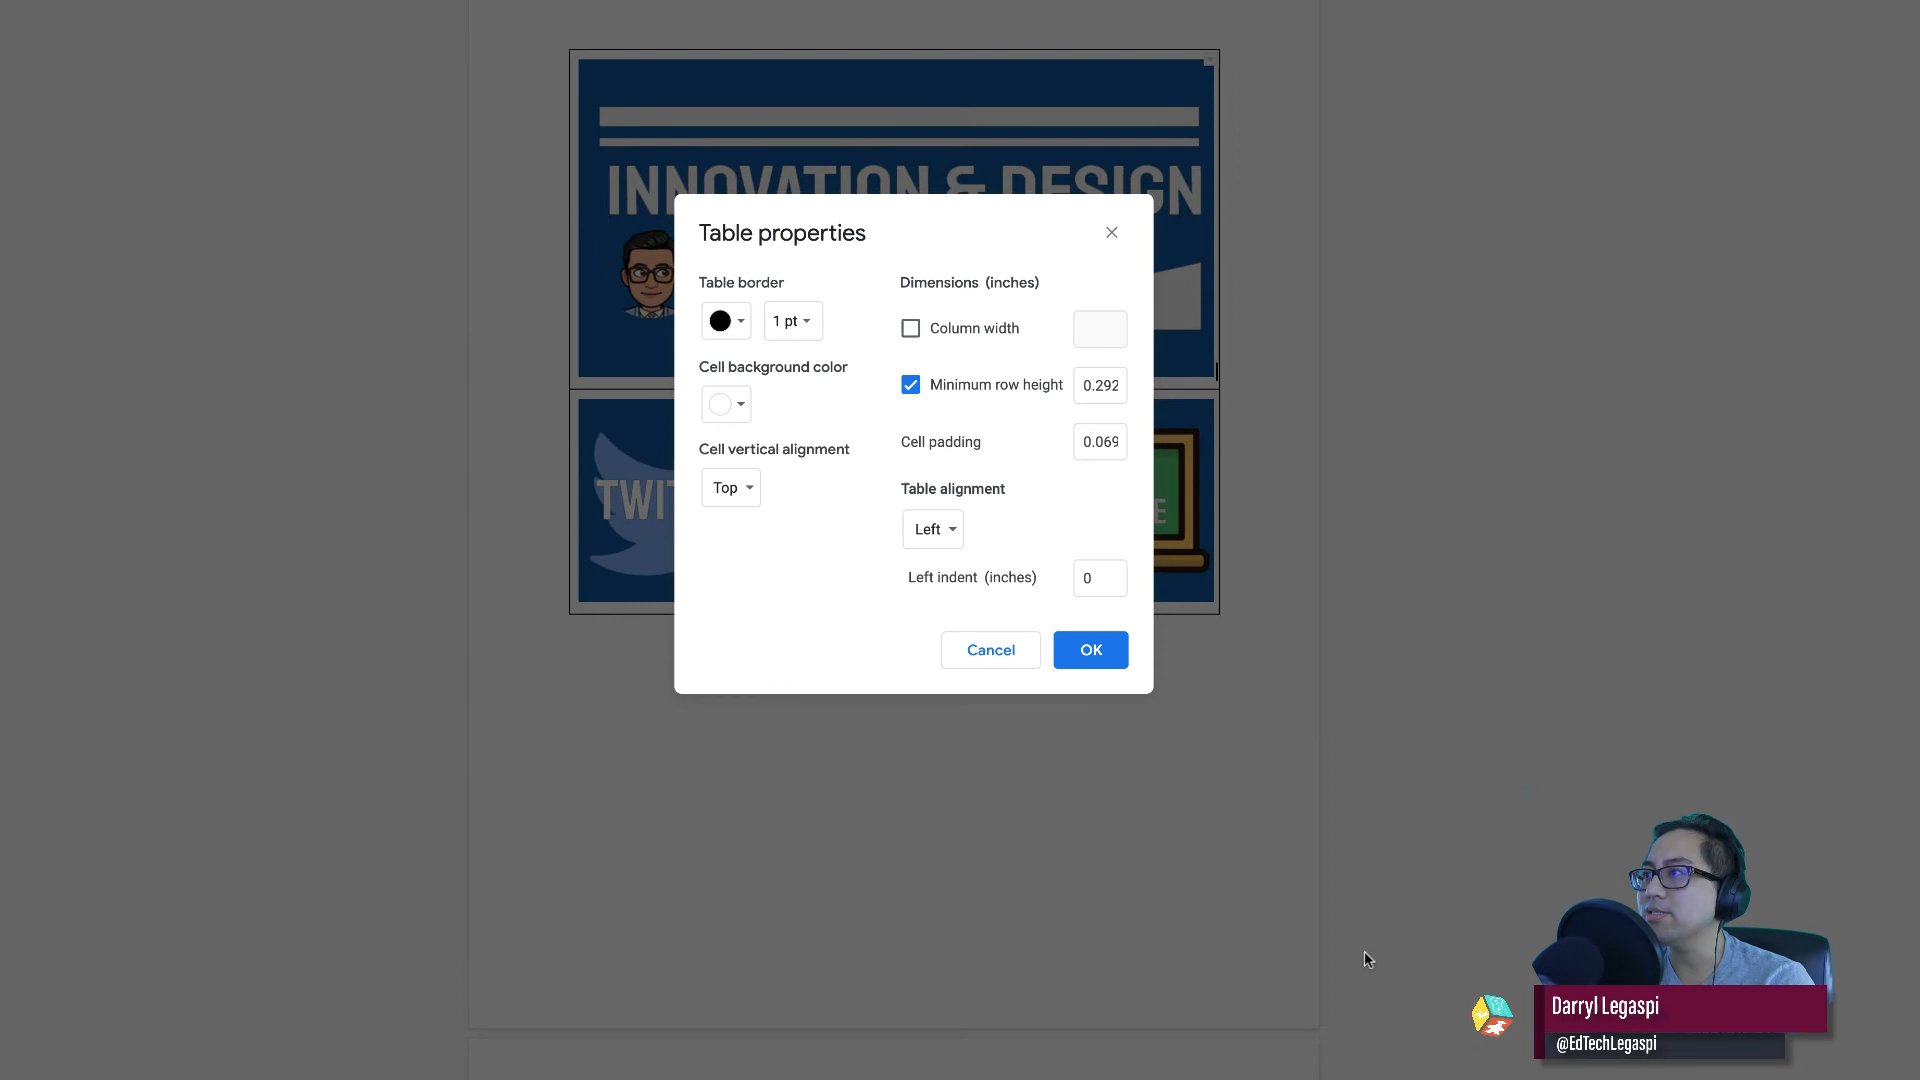 INNOVATION & DESIGN
Table properties
Table border
Dimensions (inches)
1 pt
Column width
Cell background color
Minimum row height 0.292
Cell padding 0.069
Cell vertical alignment
Top
Table alignment
Left
Left indent (inches) 0
Cancel OK
TWIT
E
Darryl Legaspi
@EdTechLegaspi